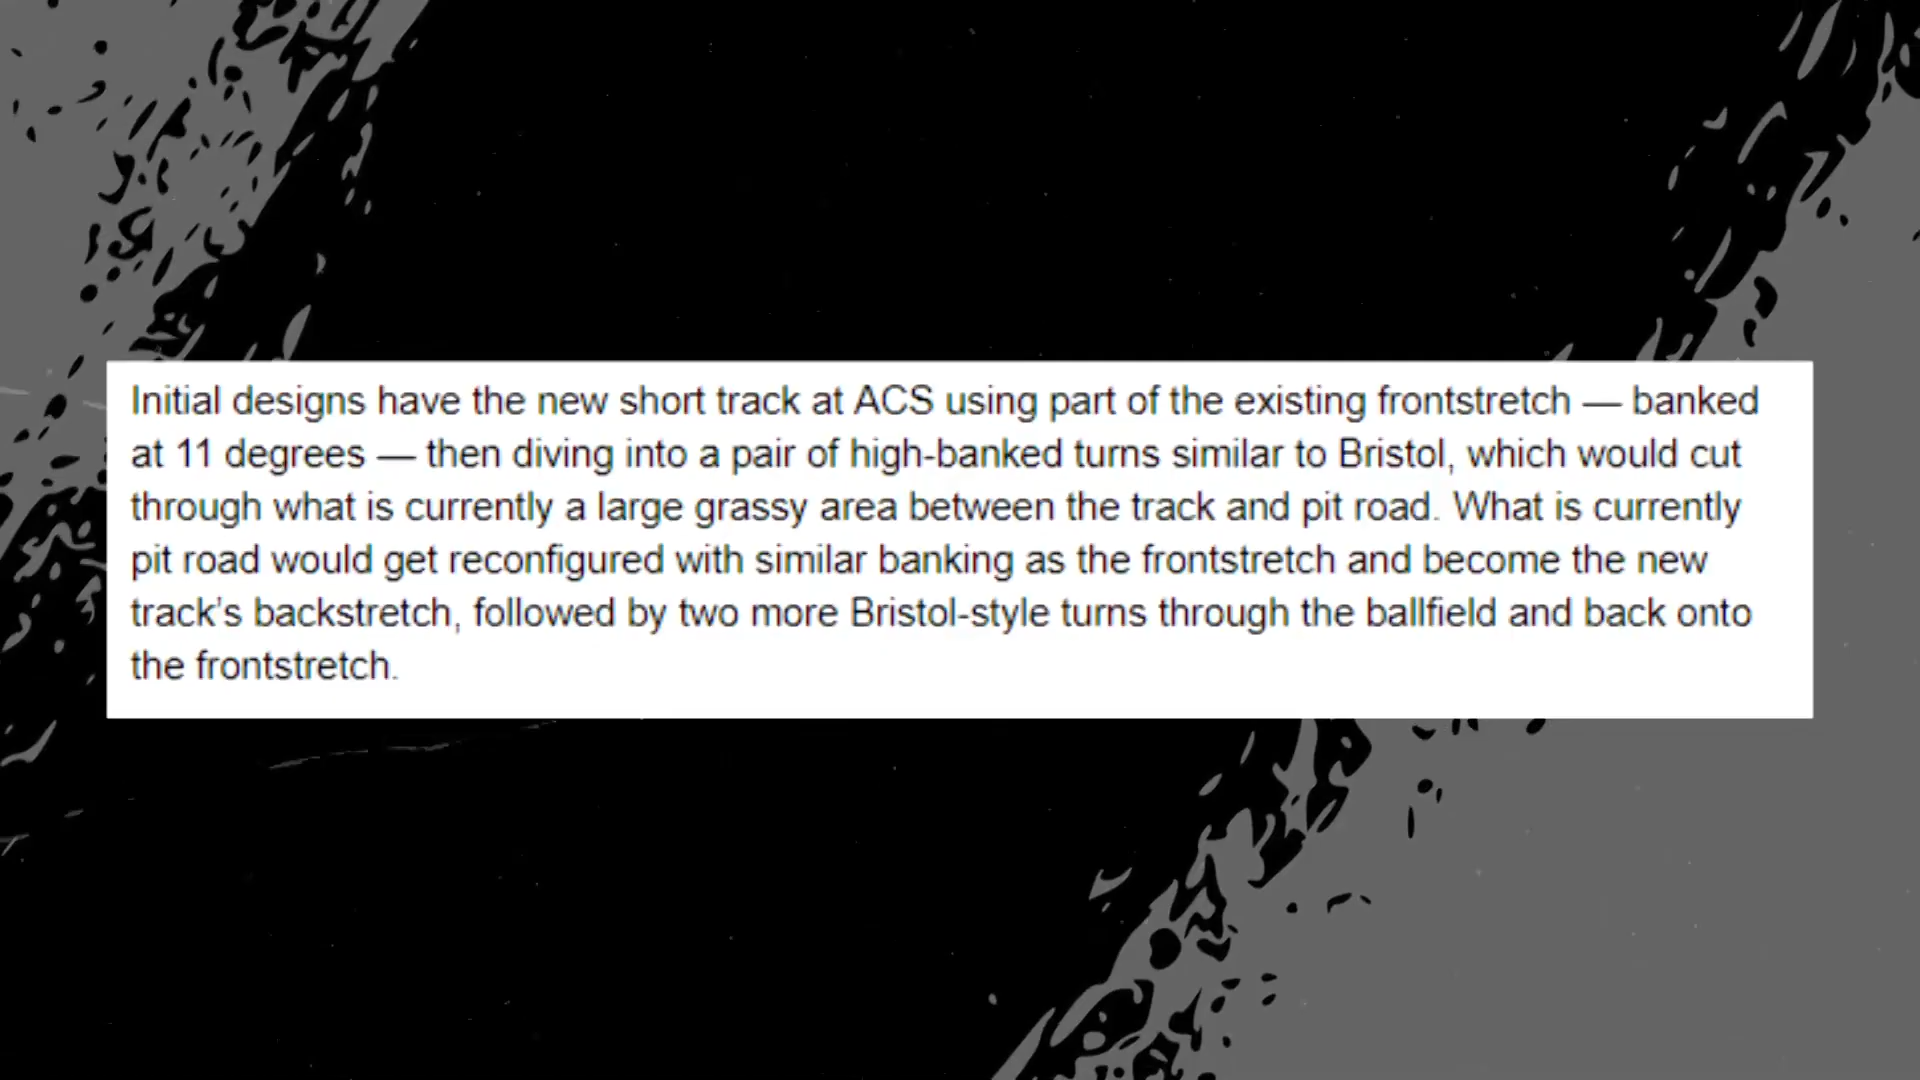 Initial designs have the new short track at ACS using part of the existing frontstretch — banked
at 11 degrees — then diving into a pair of high-banked turns similar to Bristol, which would cut
through what is currently a large grassy area between the track and pit road. What is currently
pit road would get reconfigured with similar banking as the frontstretch and become the new
track's backstretch, followed by two more Bristol-style turns through the ballfield and back onto
the frontstretch.